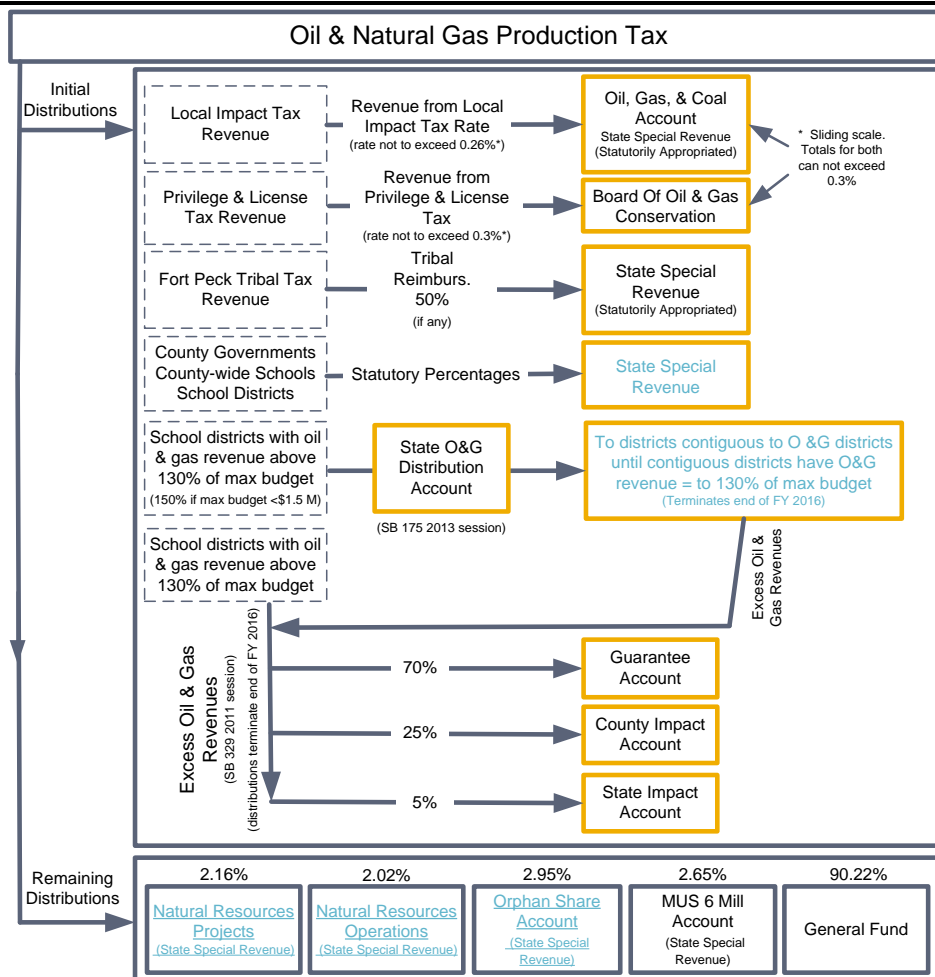 Oil & Natural Gas Production Tax
Initial
Distributions
Local Impact Tax
Revenue
Revenue from Local
Impact Tax Rate
(rate not to exceed 0.26%*)
Oil, Gas, & Coal
Account
State Special Revenue
(Statutorily Appropriated)
* Sliding scale.
Totals for both
can not exceed
0.3%
Privilege & License
Tax Revenue
Revenue from
Privilege & License
Tax
(rate not to exceed 0.3%*)
Board Of Oil & Gas
Conservation
Fort Peck Tribal Tax
Revenue
Tribal
Reimburs.
50%
(if any)
State Special
Revenue
(Statutorily Appropriated)
County Governments
County-wide Schools
School Districts
Statutory Percentages
State Special
Revenue
School districts with oil
& gas revenue above
130% of max budget
(150% if max budget <$1.5 M)
State O&G
Distribution
Account
(SB 175 2013 session)
To districts contiguous to O &G districts
until contiguous districts have O&G
revenue = to 130% of max budget
(Terminates end of FY 2016)
School districts with oil
& gas revenue above
130% of max budget
Excess Oil &
Gas Revenues
Excess Oil & Gas
Revenues
(SB 329 2011 session)
(distributions terminate end of FY 2016)
70%
Guarantee
Account
25%
County Impact
Account
5%
State Impact
Account
Remaining
Distributions
2.16%
Natural Resources
Projects
(State Special Revenue)
2.02%
Natural Resources
Operations
(State Special Revenue)
2.95%
Orphan Share
Account
(State Special
Revenue)
2.65%
MUS 6 Mill
Account
(State Special
Revenue)
90.22%
General Fund